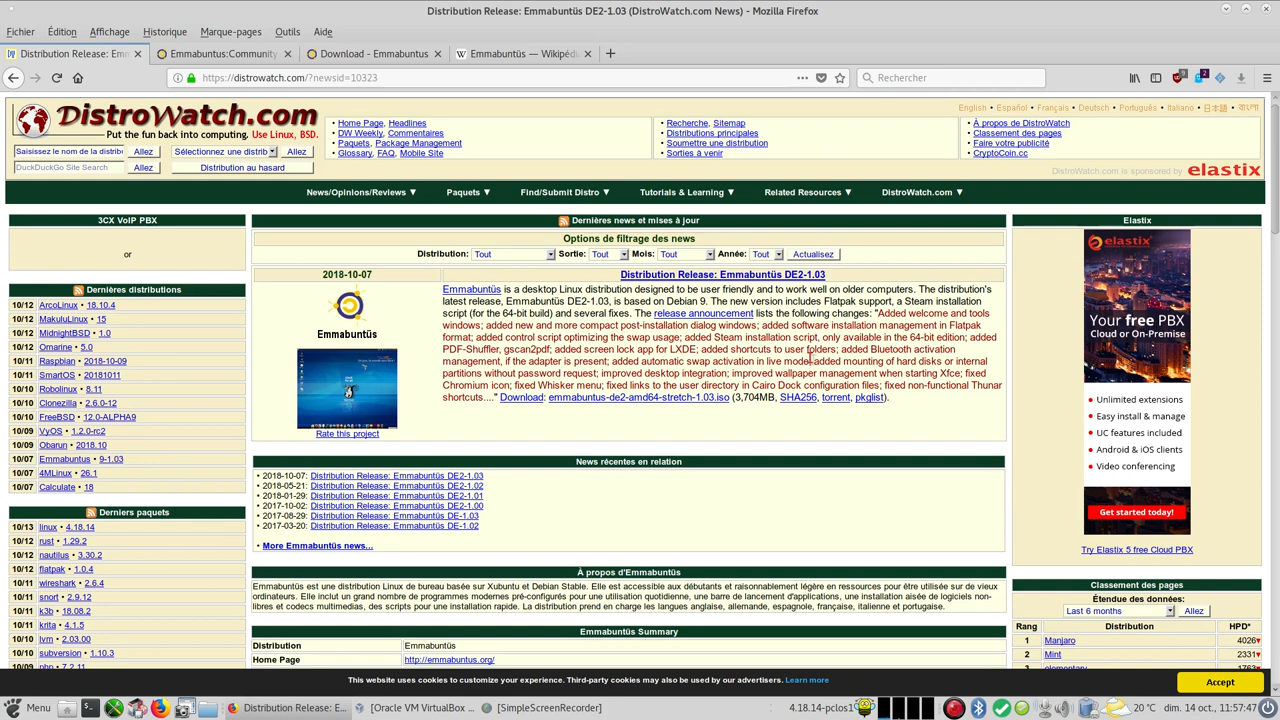 Distribution Release: Emmabuntüs DE2-1.03 (DistroWatch.com News) - Mozilla Firefox
Fichier Édition Affichage Historique Marque-pages Outils Aide
Distribution Release: Emm
Emmabuntus:Community
Download - Emmabuntus
Emmabuntüs — Wikipédi
https://distrowatch.com/?newsid=10323
Rechercher
DistroWatch.com
Put the fun back into computing. Use Linux, BSD.
Saisissez le nom de la distrib
Allez
Sélectionnez une distrib
Allez
DuckDuckGo Site Search
Allez
Distribution au hasard
• Home Page, Headlines
• DW Weekly, Commentaires
• Paquets, Package Management
• Glossary, FAQ, Mobile Site
• Recherche, Sitemap
• Distributions principales
• Soumettre une distribution
• Sorties à venir
English • Español • Français • Deutsch • Português • Italiano • 日本語 • বাংলা
• À propos de DistroWatch
• Classement des pages
• Faire votre publicité
• CryptoCoin.cc
DistroWatch.com is sponsored by elastix
News/Opinions/Reviews ▼ Paquets ▼ Find/Submit Distro ▼ Tutorials & Learning ▼ Related Resources ▼ DistroWatch.com ▼
3CX VoIP PBX
or
Dernières distributions
10/12 ArcoLinux • 18.10.4
10/12 MakuluLinux • 15
10/12 MidnightBSD • 1.0
10/12 Omarine • 5.0
10/11 Raspbian • 2018-10-09
10/11 SmartOS • 20181011
10/10 Robolinux • 8.11
10/10 Clonezilla • 2.6.0-12
10/10 FreeBSD • 12.0-ALPHA9
10/09 VyOS • 1.2.0-rc2
10/09 Obarun • 2018.10
10/07 Emmabuntus • 9-1.03
10/07 4MLinux • 26.1
10/07 Calculate • 18
Derniers paquets
10/13 linux • 4.18.14
10/12 rust • 1.29.2
10/12 nautilus • 3.30.2
10/12 flatpak • 1.0.4
10/11 wireshark • 2.6.4
10/11 snort • 2.9.12
10/11 k3b • 18.08.2
10/11 krita • 4.1.5
10/10 lvm • 2.03.00
10/10 subversion • 1.10.3
10/09 php • 7.2.11
Dernières news et mises à jour
Options de filtrage des news
Distribution: Tout Sortie: Tout Mois: Tout Année: Tout Actualisez
2018-10-07
Distribution Release: Emmabuntüs DE2-1.03
Emmabuntüs
Rate this project
Emmabuntüs is a desktop Linux distribution designed to be user friendly and to work well on older computers. The distribution's
latest release, Emmabuntüs DE2-1.03, is based on Debian 9. The new version includes Flatpak support, a Steam installation
script (for the 64-bit build) and several fixes. The release announcement lists the following changes: "Added welcome and tools
windows; added new and more compact post-installation dialog windows; added software installation management in Flatpak
format; added control script optimizing the swap usage; added Steam installation script, only available in the 64-bit edition; added
PDF-Shuffler, gscan2pdf; added screen lock app for LXDE; added shortcuts to user folders; added Bluetooth activation
management, if the adapter is present; added automatic swap activation in live mode; added mounting of hard disks or internal
partitions without password request; improved desktop integration; improved wallpaper management when starting Xfce; fixed
Chromium icon; fixed Whisker menu; fixed links to the user directory in Cairo Dock configuration files; fixed non-functional Thunar
shortcuts...." Download: emmabuntus-de2-amd64-stretch-1.03.iso (3,704MB, SHA256, torrent, pkglist).
News récentes en relation
• 2018-10-07: Distribution Release: Emmabuntüs DE2-1.03
• 2018-05-21: Distribution Release: Emmabuntüs DE2-1.02
• 2018-01-29: Distribution Release: Emmabuntüs DE2-1.01
• 2017-10-02: Distribution Release: Emmabuntüs DE2-1.00
• 2017-08-29: Distribution Release: Emmabuntüs DE-1.03
• 2017-03-20: Distribution Release: Emmabuntüs DE-1.02
• More Emmabuntüs news...
À propos d'Emmabuntüs
Emmabuntüs est une distribution Linux de bureau basée sur Xubuntu et Debian Stable. Elle est accessible aux débutants et raisonnablement légère en ressources pour être utilisée sur de vieux
ordinateurs. Elle inclut un grand nombre de programmes modernes pré-configurés pour une utilisation quotidienne, une barre de lancement d'applications, une installation aisée de logiciels non-
libres et codecs multimedias, des scripts pour une installation rapide. La distribution prend en charge les langues anglaise, allemande, espagnole, française, italienne et portugaise.
Emmabuntüs Summary
Distribution Emmabuntüs
Home Page http://emmabuntus.org/
Elastix
elastix
Your free PBX
Cloud or On-Premise
Unlimited extensions
Easy install & manage
UC features included
Android & iOS clients
Video conferencing
Get started today!
Try Elastix 5 free Cloud PBX
Classement des pages
Étendue des données:
Last 6 months Allez
Rang Distribution HPD*
1 Manjaro 4026
2 Mint 2331
3 elementary 1763
This website uses cookies to customize your experience. Third-party cookies may also be used by our advertisers. Learn more
Accept
Menu
Distribution Release: E...
[Oracle VM VirtualBox ...
[SimpleScreenRecorder]
4.18.14-pclos1
20 °C dim. 14 oct., 11:57:47